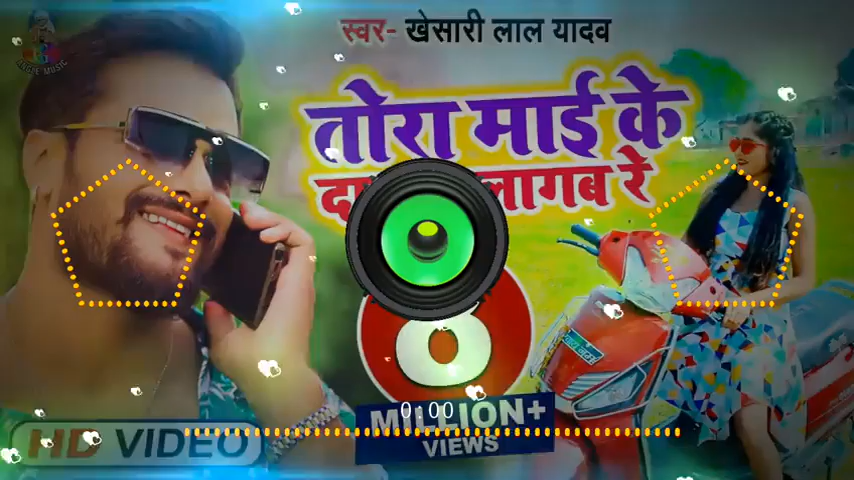 स्वर- खेसारी लाल यादव
तोरा माई के
लागब रे
8
0:00
MILLION+
VIEWS
HD VIDEO